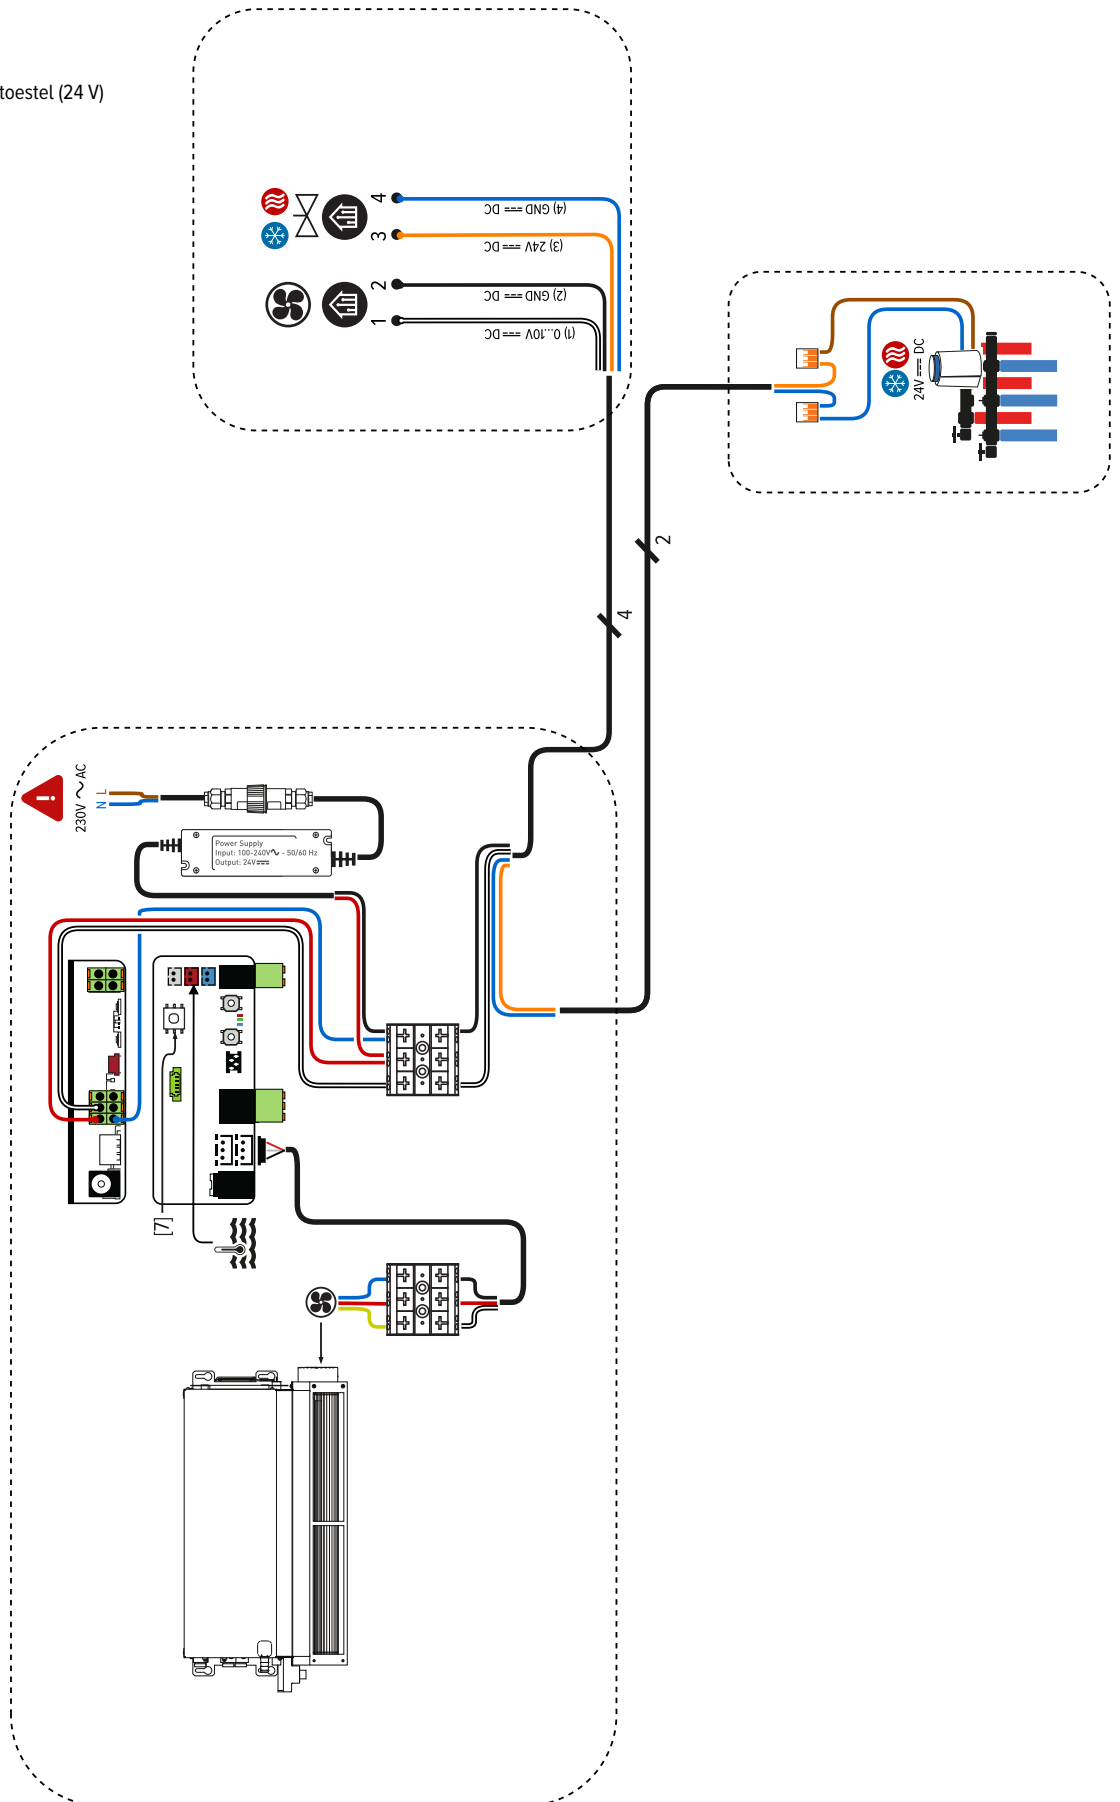 toestel (24 V)
4
(4) GND ⎓ DC
3
(3) 24V ⎓ DC
2
(2) GND ⎓ DC
1
(1) 0...10V ⎓ DC
24V ⎓ DC
2
4
230V ∼ AC
N L
Power Supply
Input: 100-240V∿ - 50/60 Hz
Output: 24V⎓
[7]